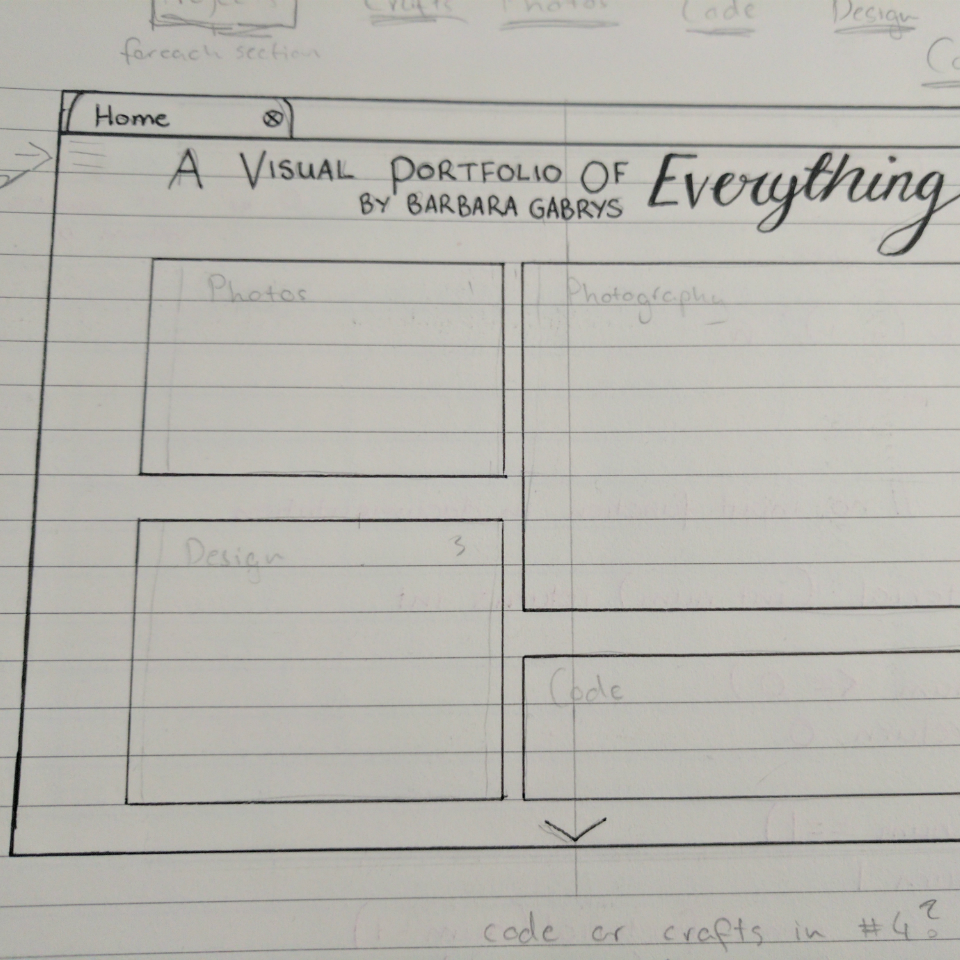 Projects Crafts Photos Code Design
foreach section
Home
A VISUAL PORTFOLIO OF Everything
BY BARBARA GABRYS
Photos 1
Photography
Design 3
Code
code or crafts in #4?